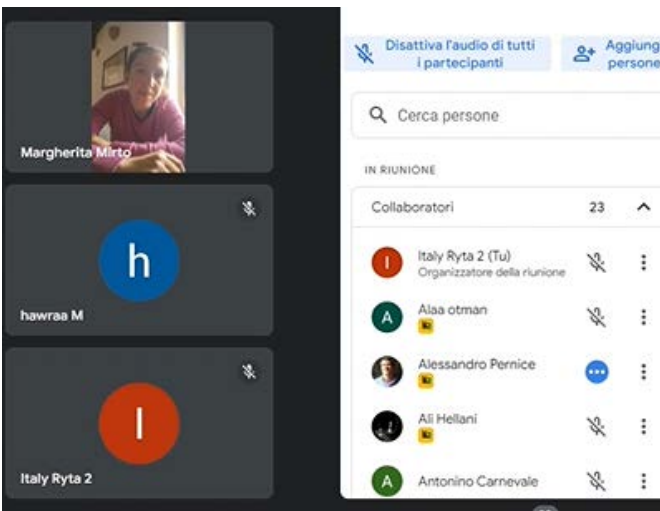 Margherita Mirto
h
hawraa M
I
Italy Ryta 2
Disattiva l'audio di tutti
i partecipanti
Aggiung
persone
Cerca persone
IN RIUNIONE
Collaboratori 23
I
Italy Ryta 2 (Tu)
Organizzatore della riunione
A
Alaa otman
Alessandro Pernice
Ali Hellani
A
Antonino Carnevale